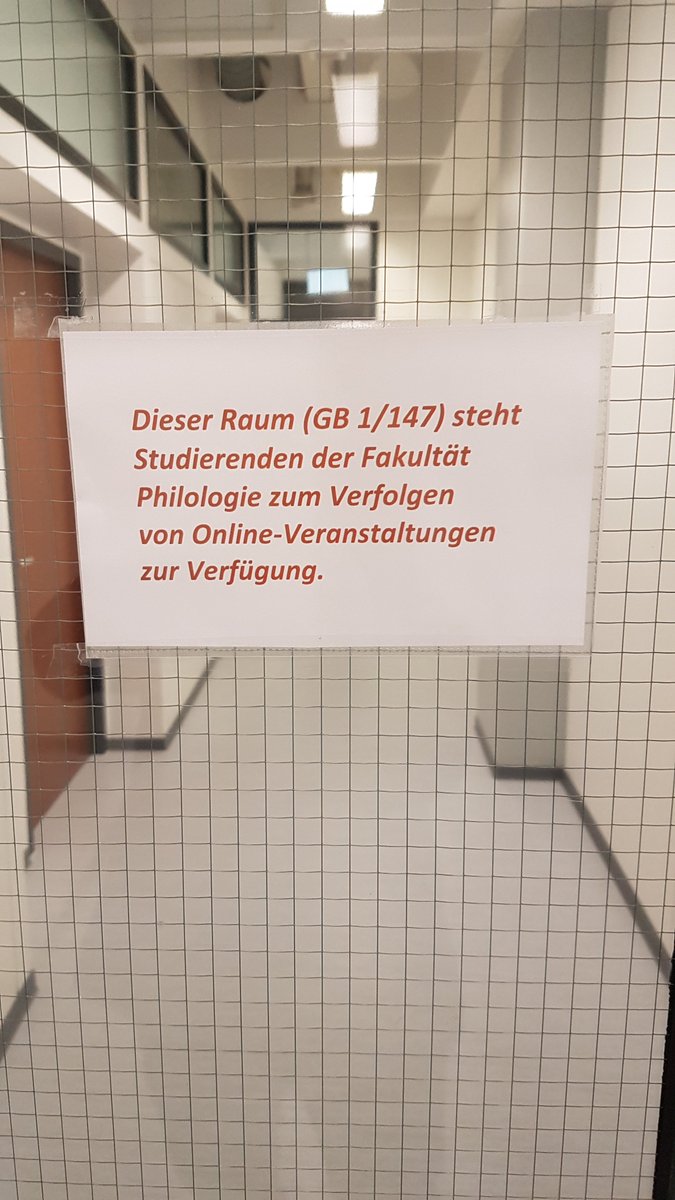 Dieser Raum (GB 1/147) steht
Studierenden der Fakultät
Philologie zum Verfolgen
von Online-Veranstaltungen
zur Verfügung.